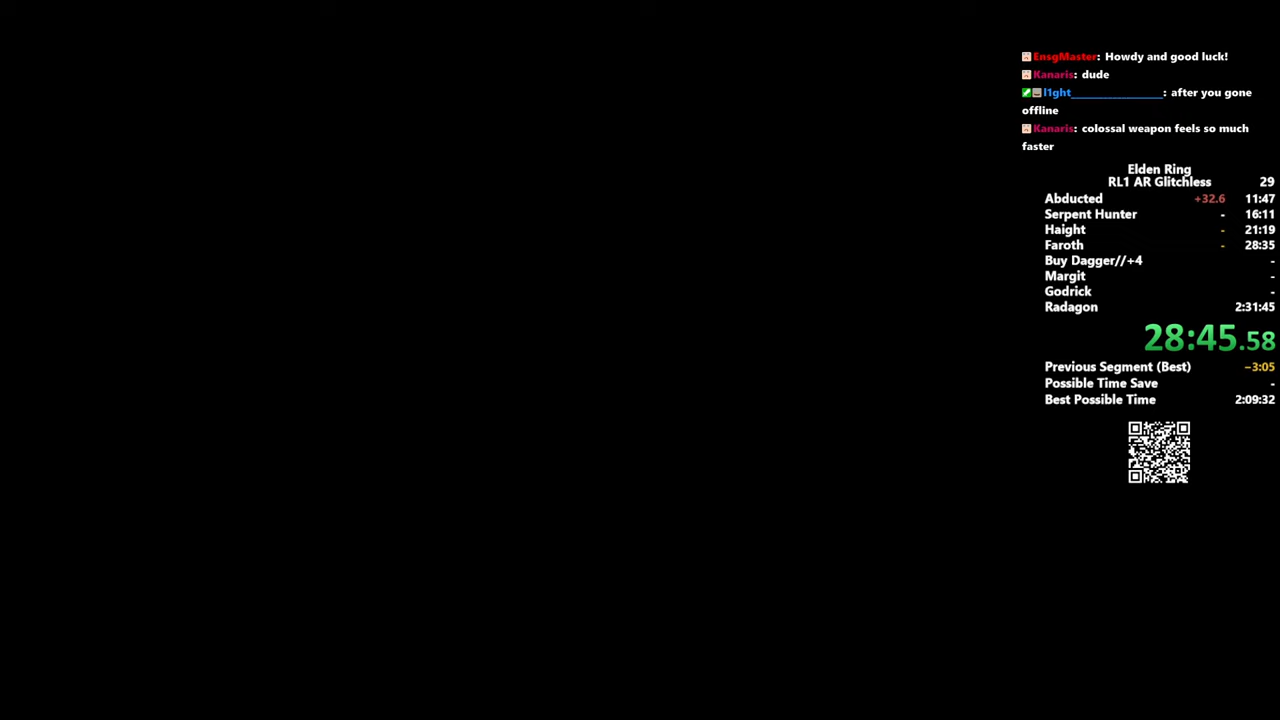 EnsgMaster: Howdy and good luck!
Kanaris: dude
l1ght__________________: after you gone
offline
Kanaris: colossal weapon feels so much
faster
Elden Ring
RL1 AR Glitchless 29
Abducted +32.6 11:47
Serpent Hunter - 16:11
Haight - 21:19
Faroth - 28:35
Buy Dagger//+4 -
Margit -
Godrick -
Radagon 2:31:45
28:45.58
Previous Segment (Best) −3:05
Possible Time Save -
Best Possible Time 2:09:32